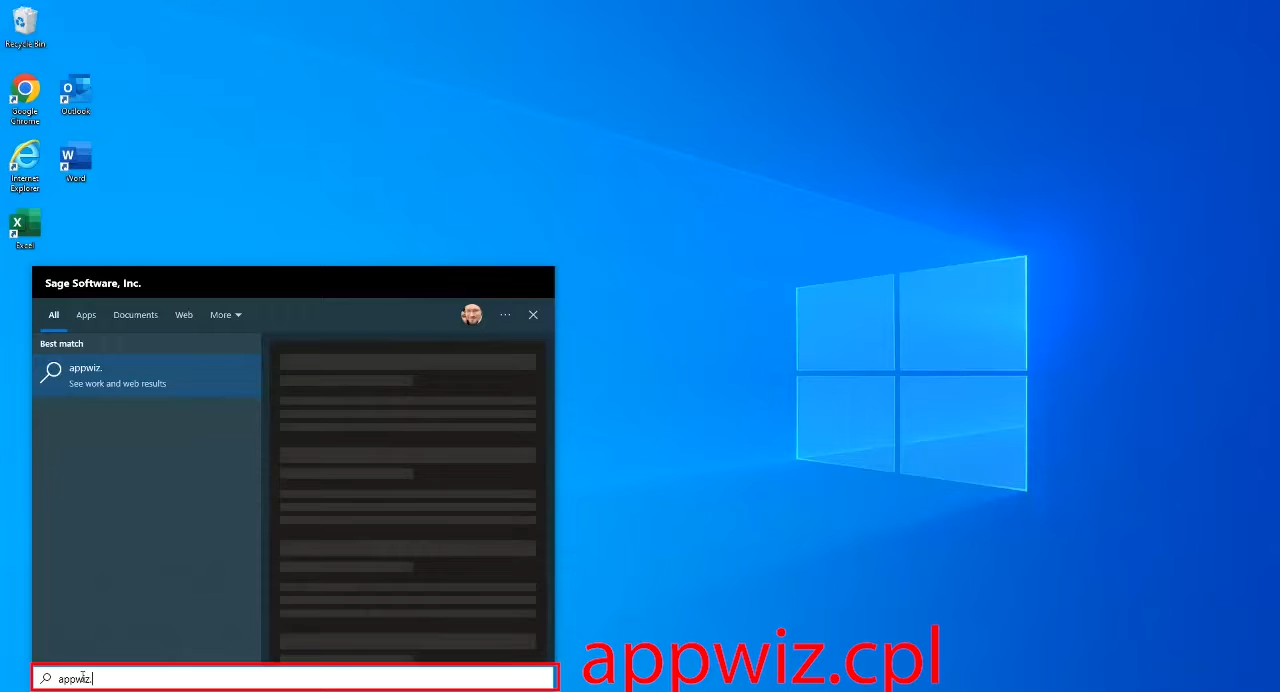 Recycle Bin
Google
Chrome
Outlook
Internet
Explorer
Word
Excel
Sage Software, Inc.
All
Apps
Documents
Web
More
Best match
appwiz.
See work and web results
appwiz.
appwiz.cpl